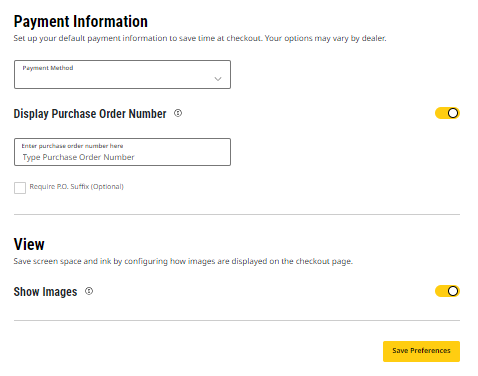 Payment Information
Set up your default payment information to save time at checkout. Your options may vary by dealer.
Payment Method
Display Purchase Order Number
Enter purchase order number here
Type Purchase Order Number
Require P.O. Suffix (Optional)
View
Save screen space and ink by configuring how images are displayed on the checkout page.
Show Images
Save Preferences